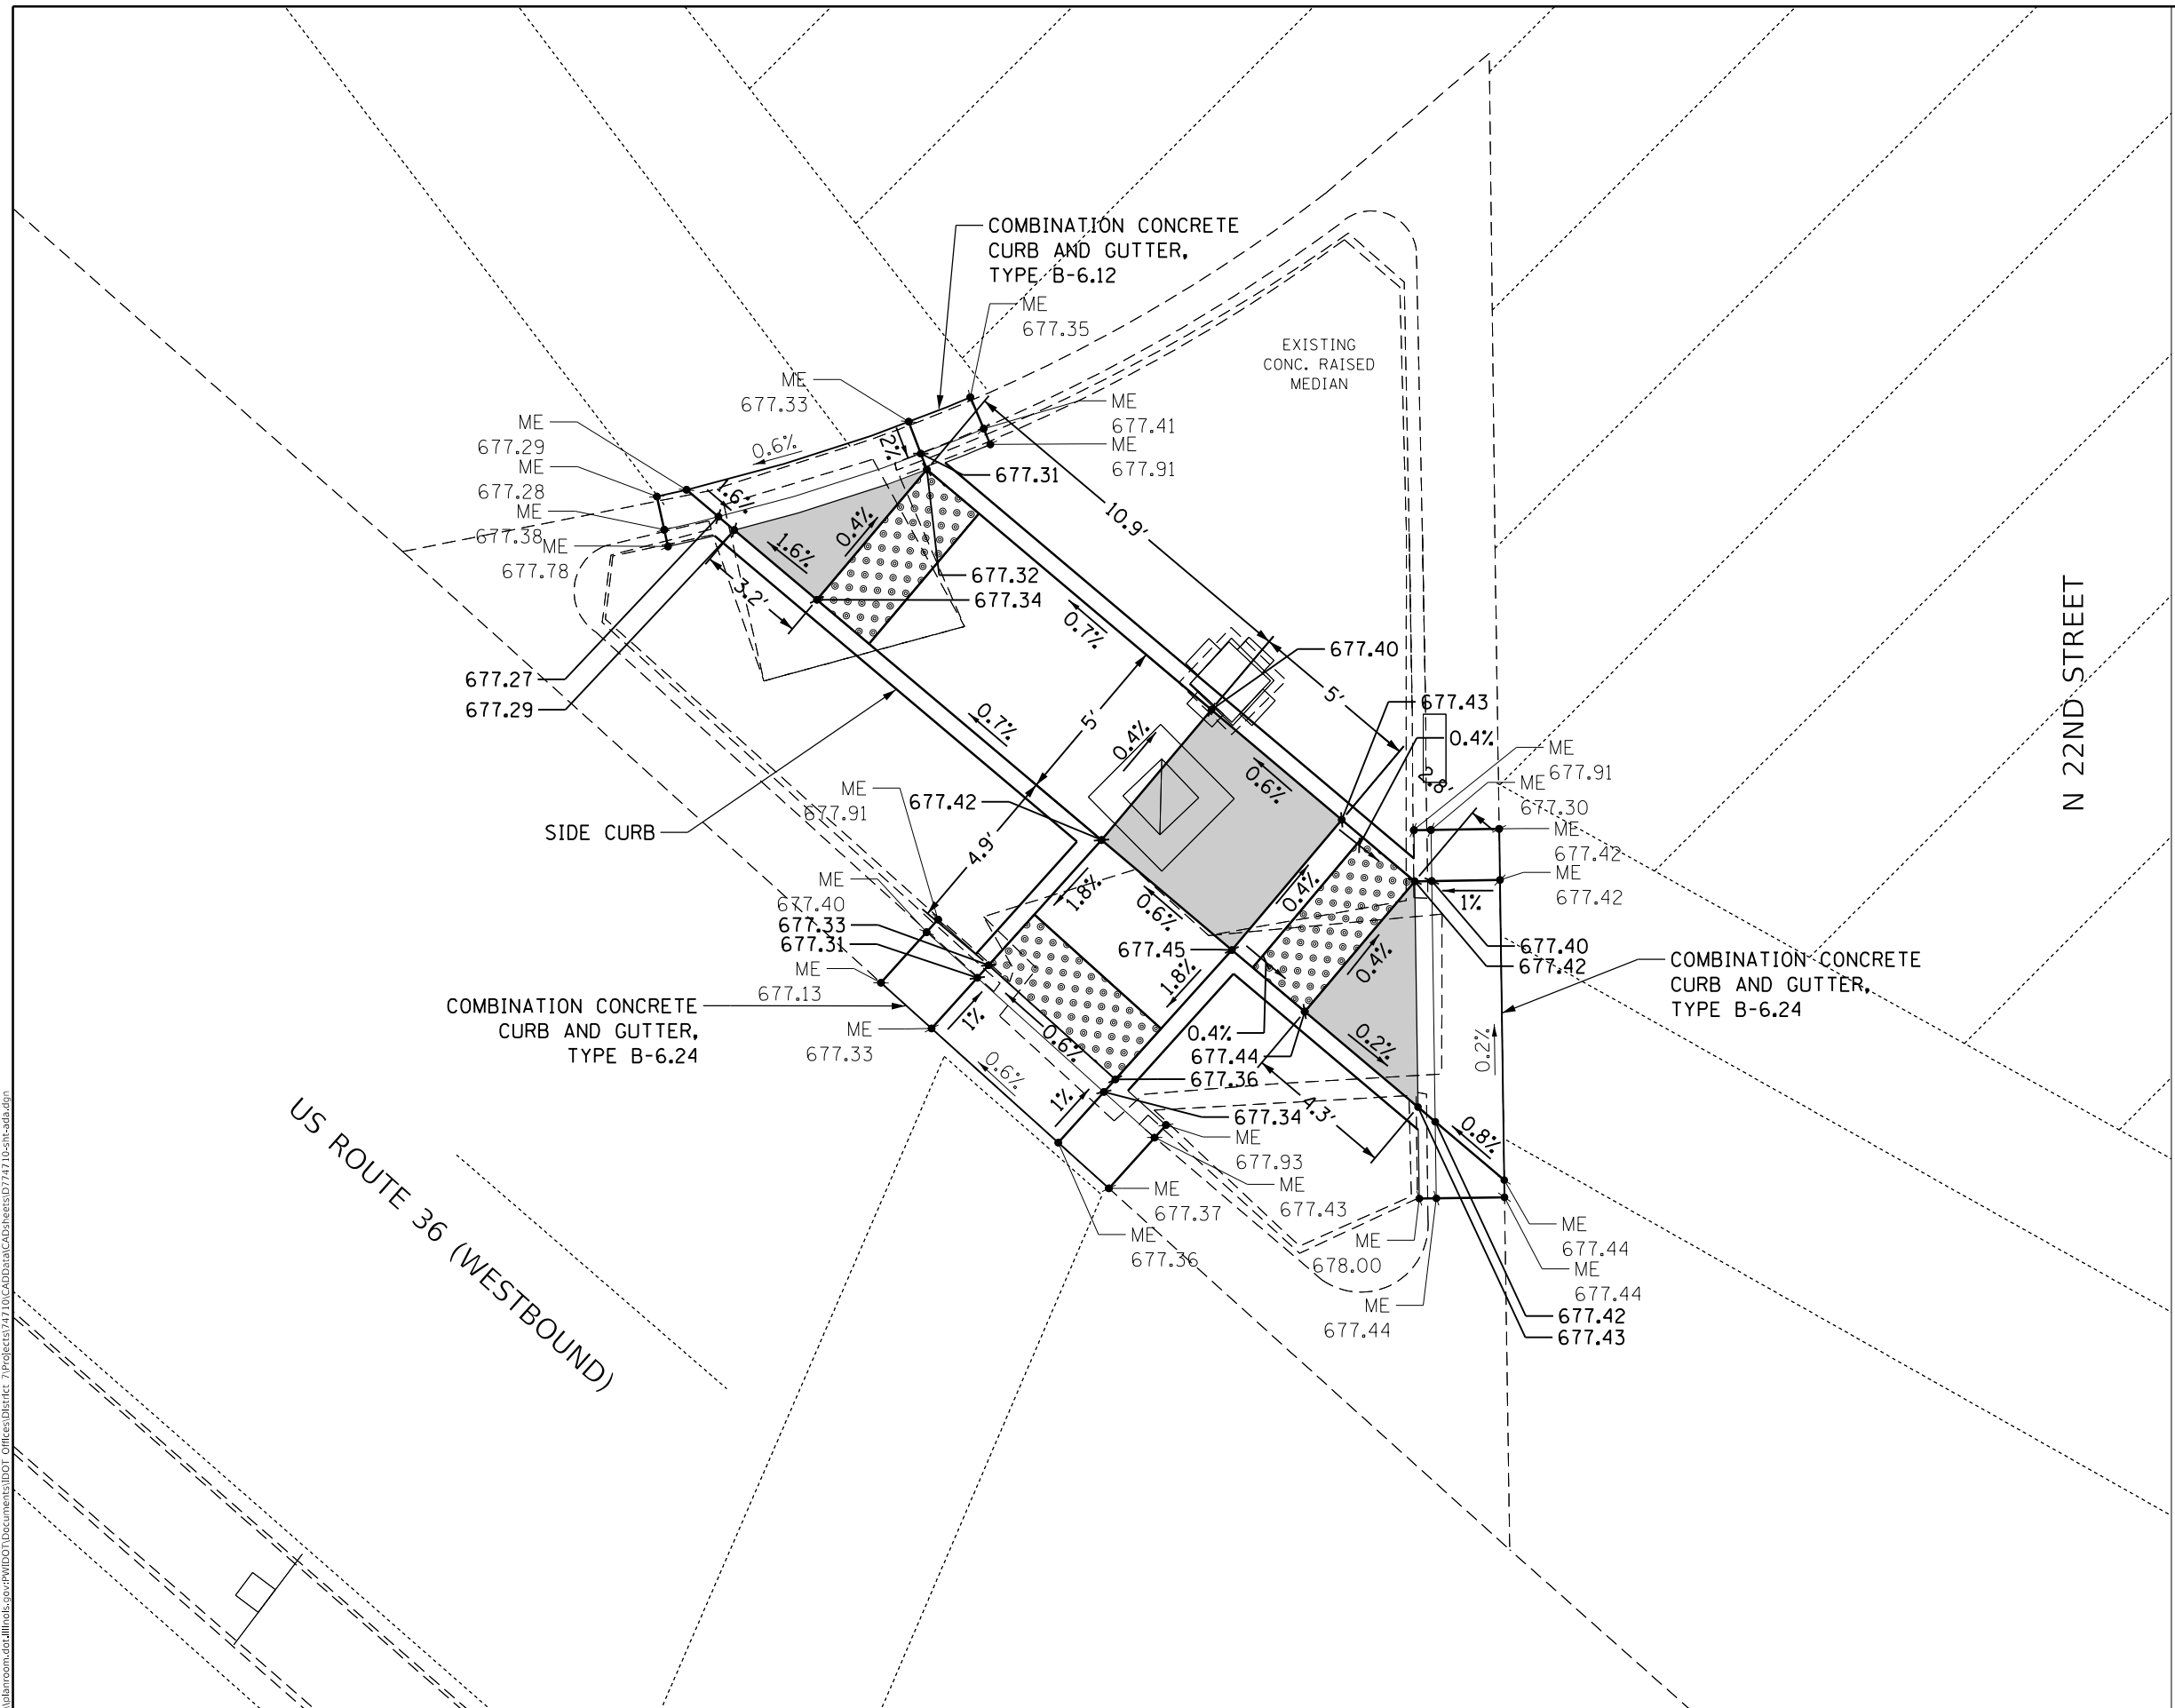 COMBINATION CONCRETE
CURB AND GUTTER,
TYPE B-6.12
ME
677.35
EXISTING
CONC. RAISED
MEDIAN
ME
677.33
ME
677.41
ME
677.91
ME
677.29
ME
677.28
ME
677.38
ME
677.78
0.6%
2%
1.6%
1.6%
0.4%
677.31
10.9'
3.2'
677.32
677.34
0.7%
677.40
677.27
677.29
0.7%
5'
0.4%
5'
677.43
0.4%
0.6%
2.8'
ME
677.91
ME
677.30
ME
677.42
ME
677.42
N 22ND STREET
SIDE CURB
ME
677.91
677.42
4.9'
ME
677.40
677.33
677.31
ME
677.13
1.8%
0.6%
0.4%
1%
677.40
677.42
677.45
1.8%
0.4%
COMBINATION CONCRETE
CURB AND GUTTER,
TYPE B-6.24
COMBINATION CONCRETE
CURB AND GUTTER,
TYPE B-6.24
ME
677.33
1%
0.6%
0.6%
1%
0.4%
677.44
677.36
0.2%
0.2%
677.34
4.3'
0.8%
ME
677.93
ME
677.43
ME
677.37
ME
677.36
ME
678.00
ME
677.44
ME
677.44
ME
677.44
677.42
677.43
US ROUTE 36 (WESTBOUND)